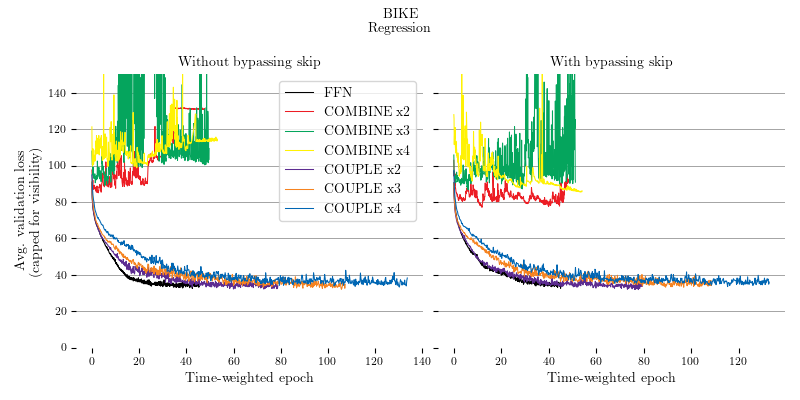 BIKE
Regression
Without bypassing skip
With bypassing skip
Avg. validation loss
(capped for visibility)
140
120
100
80
60
40
20
0
FFN
COMBINE x2
COMBINE x3
COMBINE x4
COUPLE x2
COUPLE x3
COUPLE x4
0 20 40 60 80 100 120 140
0 20 40 60 80 100 120
Time-weighted epoch
Time-weighted epoch